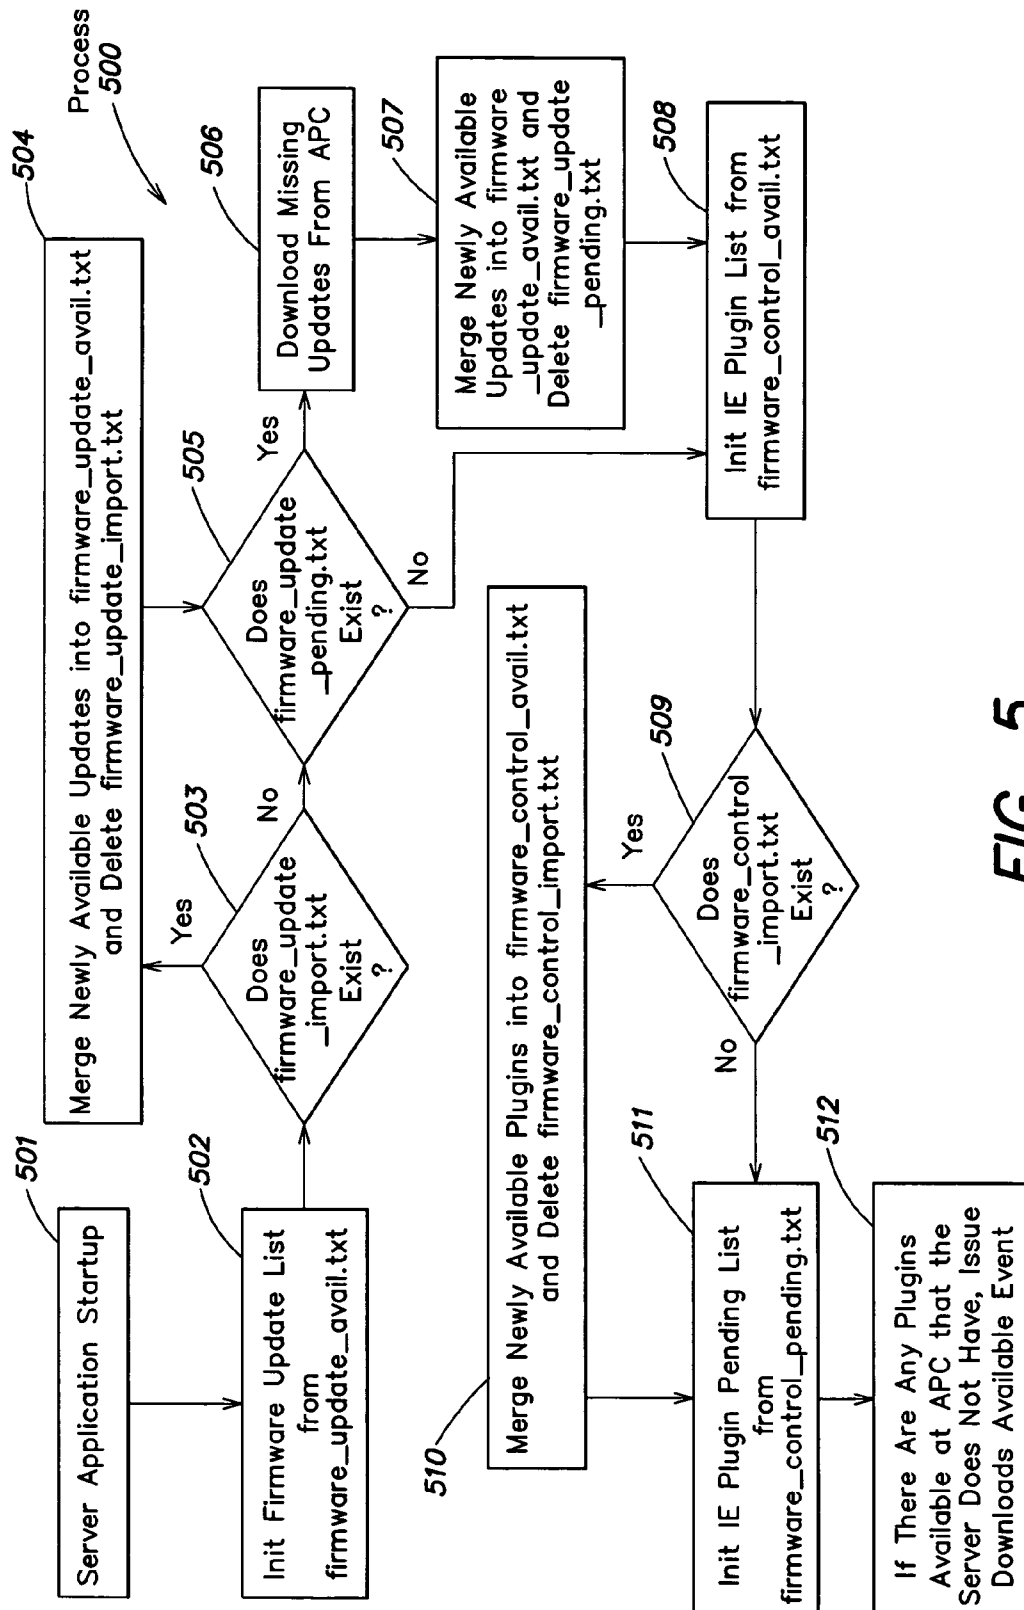 Process
500
501
Server Application Startup
502
Init Firmware Update List
from
firmware_update_avail.txt
503
Does
firmware_update
_import.txt
Exist
?
Yes
No
504
Merge Newly Available Updates into firmware_update_avail.txt
and Delete firmware_update_import.txt
505
Does
firmware_update
_pending.txt
Exist
?
Yes
No
506
Download Missing
Updates From APC
507
Merge Newly Available
Updates into firmware
_update_avail.txt and
Delete firmware_update
_pending.txt
508
Init IE Plugin List from
firmware_control_avail.txt
509
Does
firmware_control
_import.txt
Exist
?
Yes
No
510
Merge Newly Available Plugins into firmware_control_avail.txt
and Delete firmware_control_import.txt
511
Init IE Plugin Pending List
from
firmware_control_pending.txt
512
If There Are Any Plugins
Available at APC that the
Server Does Not Have, Issue
Downloads Available Event
FIG. 5